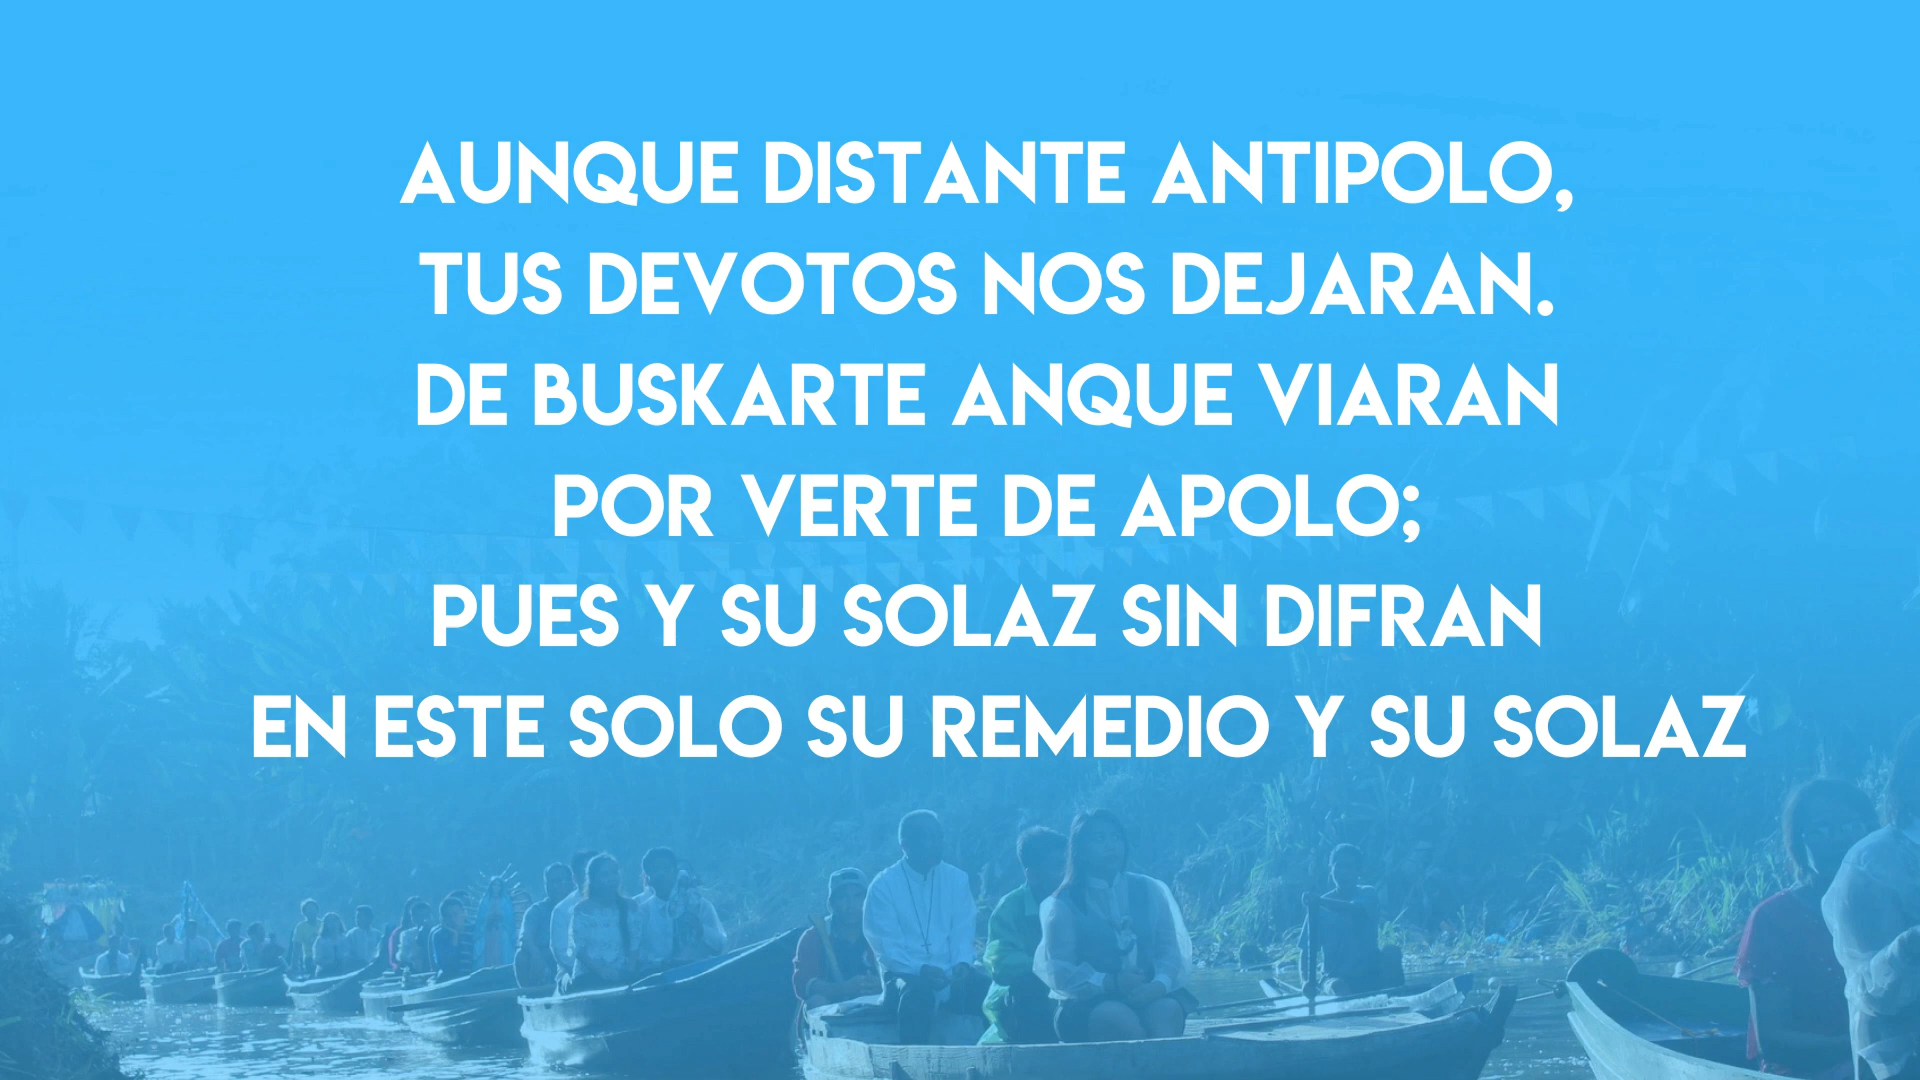 AUNQUE DISTANTE ANTIPOLO,
TUS DEVOTOS NOS DEJARAN.
DE BUSKARTE ANQUE VIARAN
POR VERTE DE APOLO;
PUES Y SU SOLAZ SIN DIFRAN
EN ESTE SOLO SU REMEDIO Y SU SOLAZ